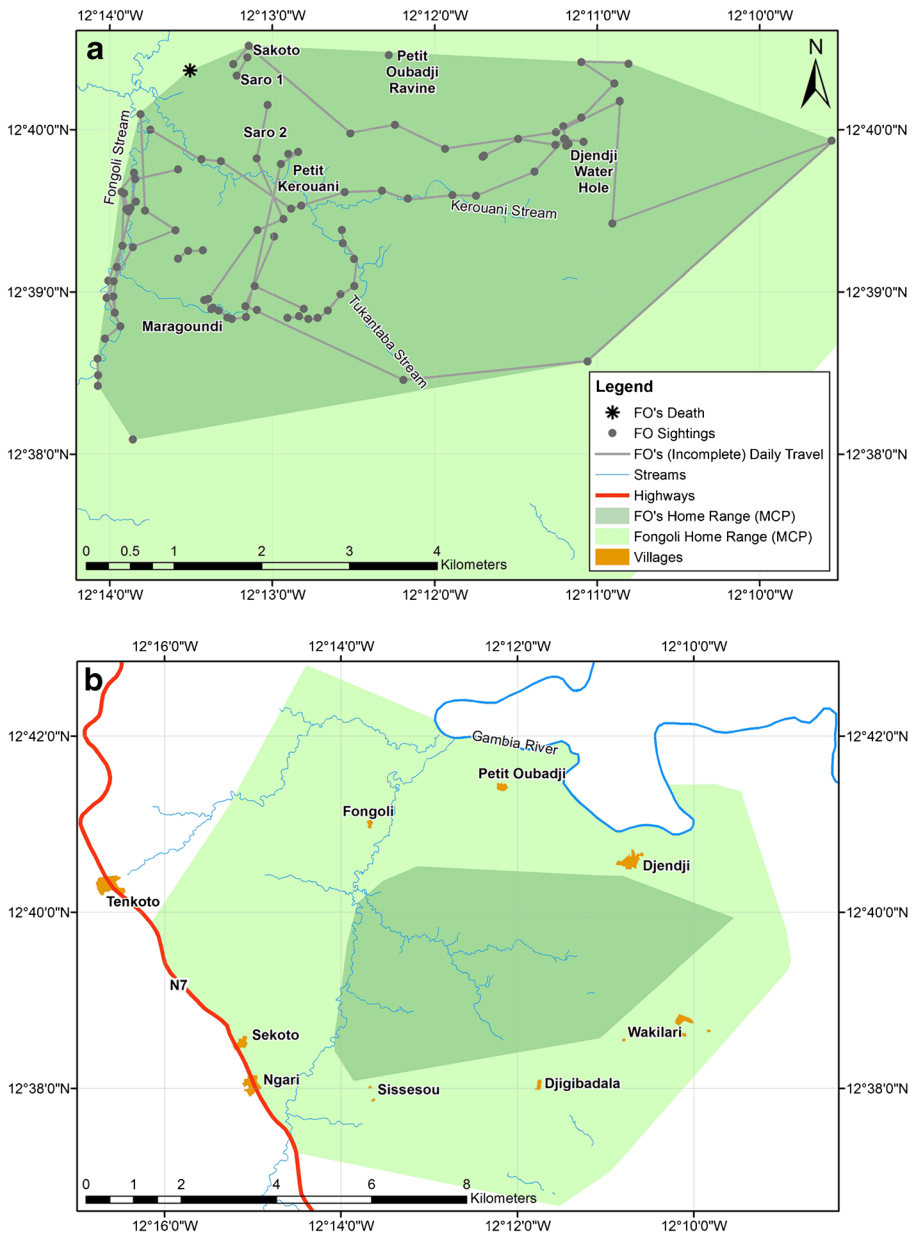 12°14'0"W 12°13'0"W 12°12'0"W 12°11'0"W 12°10'0"W
a
N
Sakoto
Saro 1
Petit
Oubadji
Ravine
12°40'0"N
12°40'0"N
Saro 2
Fongoli Stream
Petit
Kerouani
Djendji
Water
Hole
Kerouani Stream
12°39'0"N
12°39'0"N
Maragoundi
Tukantaba Stream
12°38'0"N
12°38'0"N
Legend
FO's Death
FO Sightings
FO's (Incomplete) Daily Travel
Streams
Highways
FO's Home Range (MCP)
Fongoli Home Range (MCP)
Villages
0 0.5 1 2 3 4
Kilometers
12°14'0"W 12°13'0"W 12°12'0"W 12°11'0"W 12°10'0"W
12°16'0"W 12°14'0"W 12°12'0"W 12°10'0"W
b
12°42'0"N
12°42'0"N
Gambia River
Petit Oubadji
Fongoli
Djendji
Tenkoto
12°40'0"N
12°40'0"N
N7
Sekoto
Wakilari
Ngari
Sissesou
Djigibadala
12°38'0"N
12°38'0"N
0 1 2 4 6 8
Kilometers
12°16'0"W 12°14'0"W 12°12'0"W 12°10'0"W